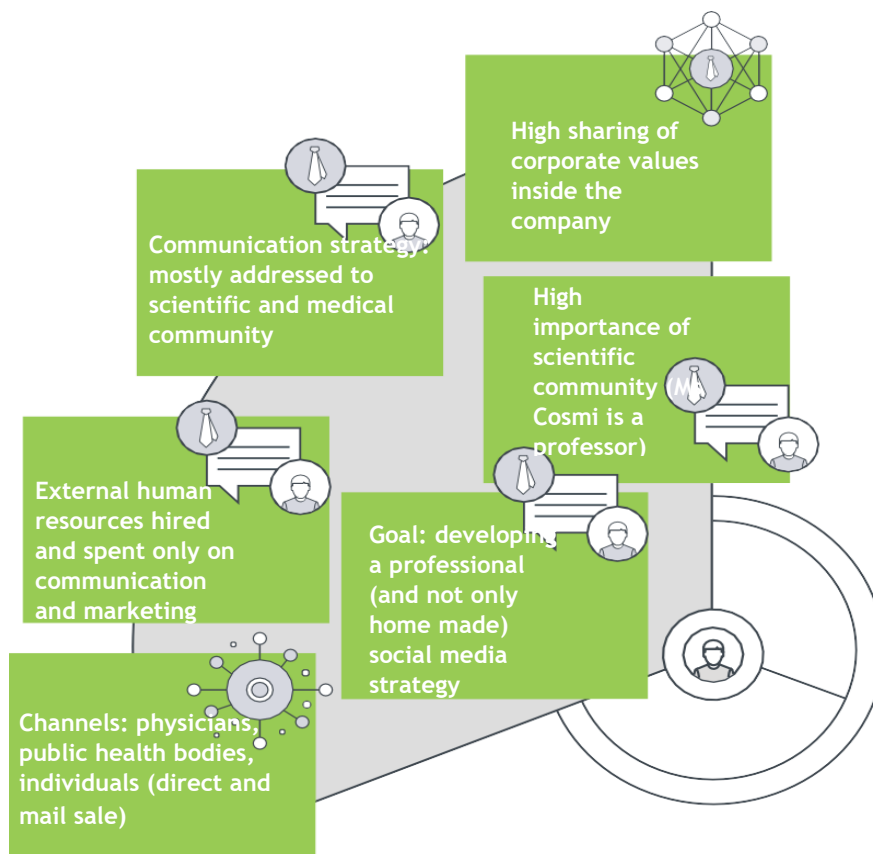 High sharing of
corporate values
inside the
company
Communication strategy:
mostly addressed to
scientific and medical
community
High
importance of
scientific
community
Cosmi is a
professor)
External human
resources hired
and spent only on
communication
and marketing
Goal: developing
a professional
(and not only
home made)
social media
strategy
Channels: physicians,
public health bodies,
individuals (direct and
mail sale)